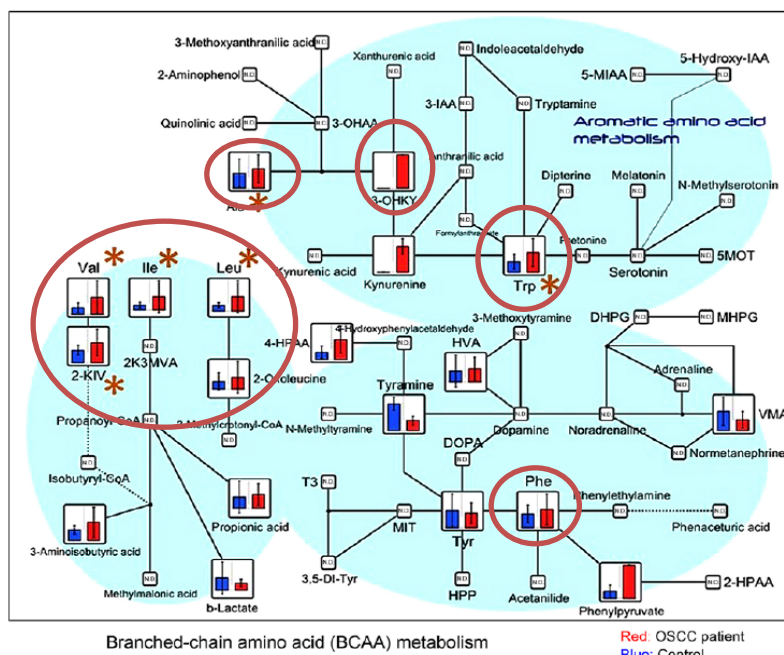 3-Methoxyanthranilic acid
N.D.
Indoleacetaldehyde
N.D.
5-Hydroxy-IAA
Xanthurenic acid
N.D.
2-Aminophenol
N.D.
5-MIAA
N.D.
N.D.
3-IAA
N.D.
Tryptamine
N.D.
Quinolinic acid
N.D.
N.D.
3-OHAA
Aromatic amino acid
metabolism
Anthranilic acid
N.D.
Dipterine
N.D.
Melatonin
N.D.
N-Methylserotonin
N.D.
*
3-OHKY
N.D.
Kynurenic acid
N.D.
Kynurenine
Trp
*
N.D.
N.D.
Serotonin
N.D.
5MOT
Val
*
Ile
*
Leu
*
3-Methoxytyramine
N.D.
DHPG
N.D.
N.D.
MHPG
4-Hydroxyphenylacetaldehyde
N.D.
4-HPAA
HVA
2-KIV
*
2K3MVA
N.D.
2-Oxoleucine
Tyramine
Adrenaline
N.D.
VMA
Propanoyl-CoA
N.D.
N.D.
N-Methyltyramine
N.D.
Dopamine
N.D.
Noradrenaline
N.D.
N.D.
Normetanephrine
DOPA
N.D.
Isobutyryl-CoA
N.D.
T3
N.D.
Phe
Phenylethylamine
N.D.
N.D.
Phenaceturic acid
Propionic acid
MIT
N.D.
Tyr
3-Aminoisobutyric acid
N.D.
Methylmalonic acid
b-Lactate
N.D.
3,5-DI-Tyr
N.D.
HPP
N.D.
Acetanilide
Phenylpyruvate
N.D.
2-HPAA
Branched-chain amino acid (BCAA) metabolism
Red: OSCC patient
Blue: Control